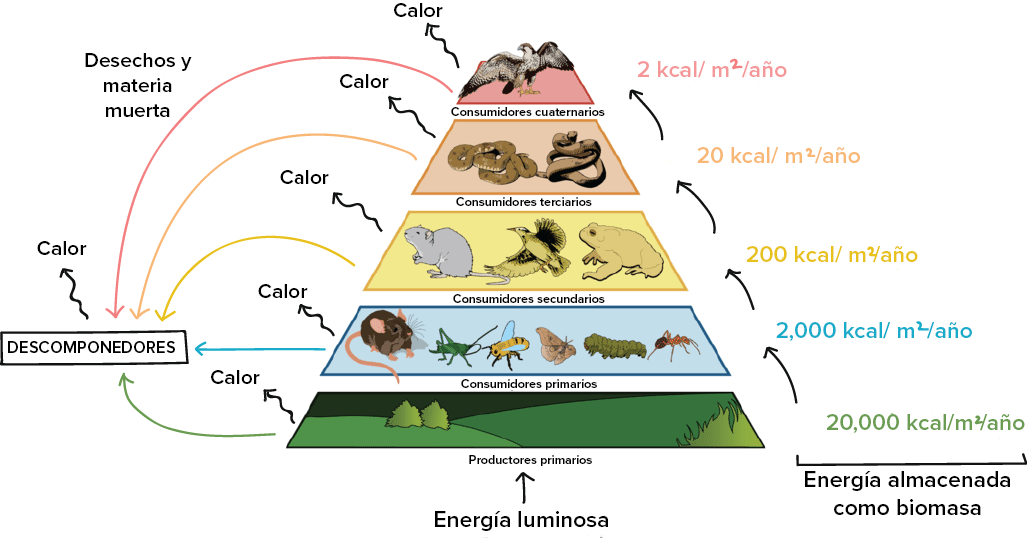 Calor
Desechos y
materia
muerta
2 kcal/ m²/año
Calor
Consumidores cuaternarios
20 kcal/ m²/año
Calor
Consumidores terciarios
Calor
200 kcal/ m²/año
Calor
Consumidores secundarios
2,000 kcal/ m²/año
DESCOMPONEDORES
Calor
Consumidores primarios
20,000 kcal/m²/año
Productores primarios
Energía almacenada
como biomasa
Energía luminosa